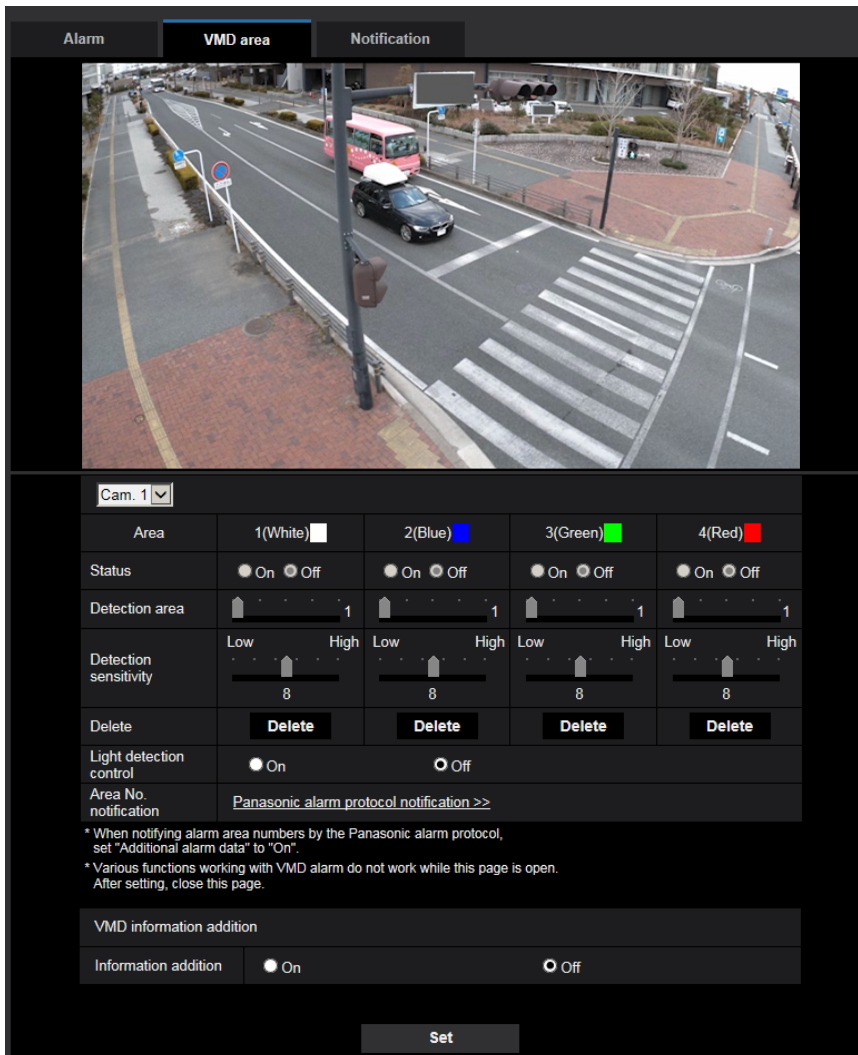 Alarm VMD area Notification
Cam. 1
Area 1(White) 2(Blue) 3(Green) 4(Red)
Status On Off On Off On Off On Off
Detection area 1 1 1 1
Low High Low High Low High Low High
Detection
sensitivity
8 8 8 8
Delete Delete Delete Delete Delete
Light detection
control
On Off
Area No.
notification
Panasonic alarm protocol notification >>
* When notifying alarm area numbers by the Panasonic alarm protocol,
set "Additional alarm data" to "On".
* Various functions working with VMD alarm do not work while this page is open.
After setting, close this page.
VMD information addition
Information addition On Off
Set